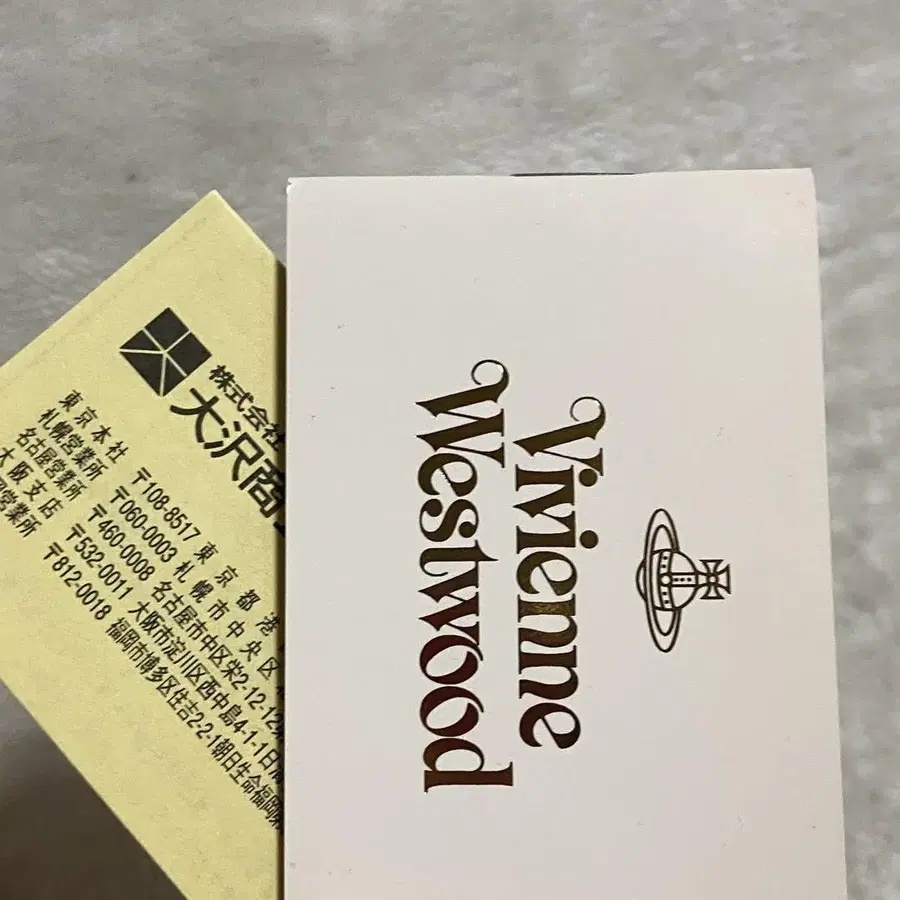 Vivienne
Westwood
株式会社
大沢商
東京本社 〒108-8517 東京都港
札幌営業所 〒060-0003 札幌市中央区
名古屋営業所 〒460-0008 名古屋市中区栄2-12-12
大阪支店 〒532-0011 大阪市淀川区西中島4-1-1日
営業所 〒812-0018 福岡市博多区住吉2-2-1朝日生命福岡